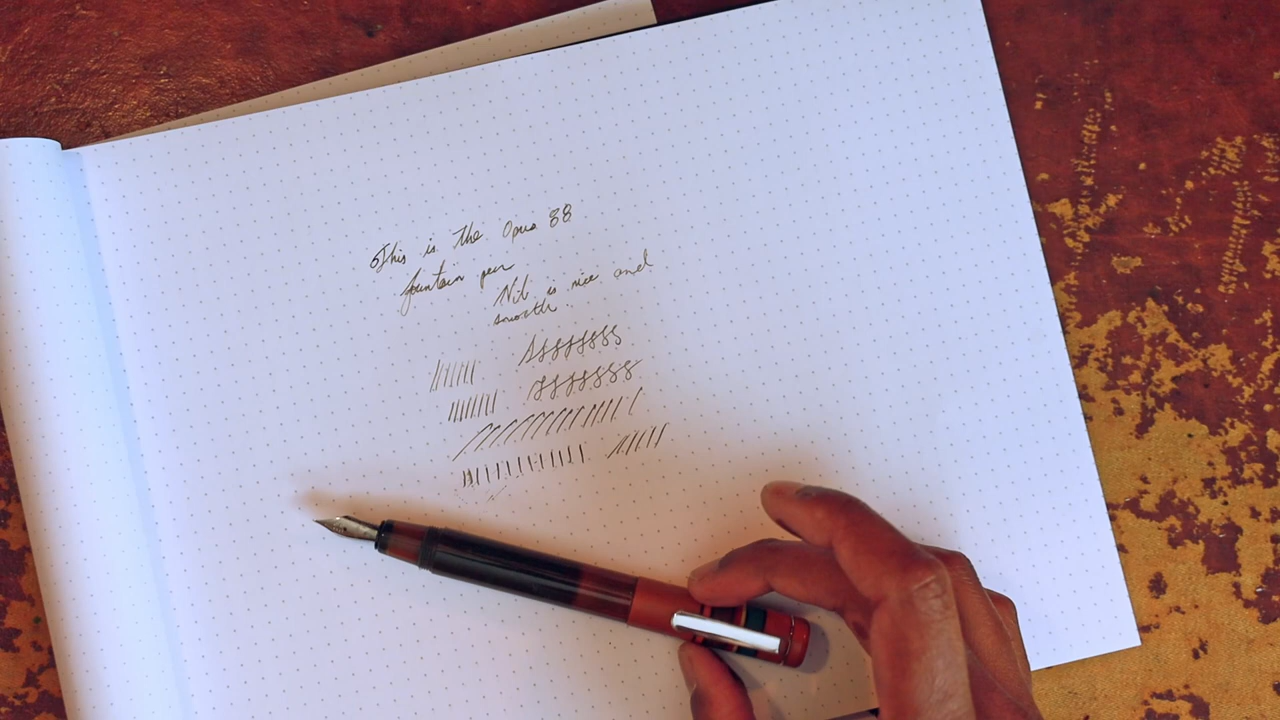 This is the Opus 88
fountain pen
Nib is nice and
smooth.